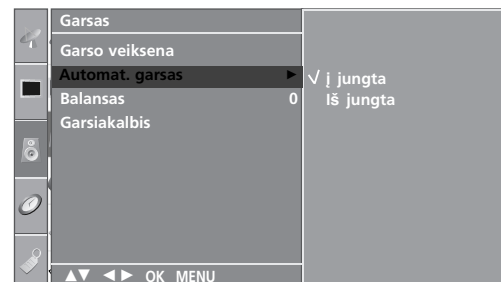 Garsas
Garso veiksena
Automat. garsas ►
√ į jungta
Balansas 0
Iš jungta
Garsiakalbis
▲▼ ◄► OK MENU